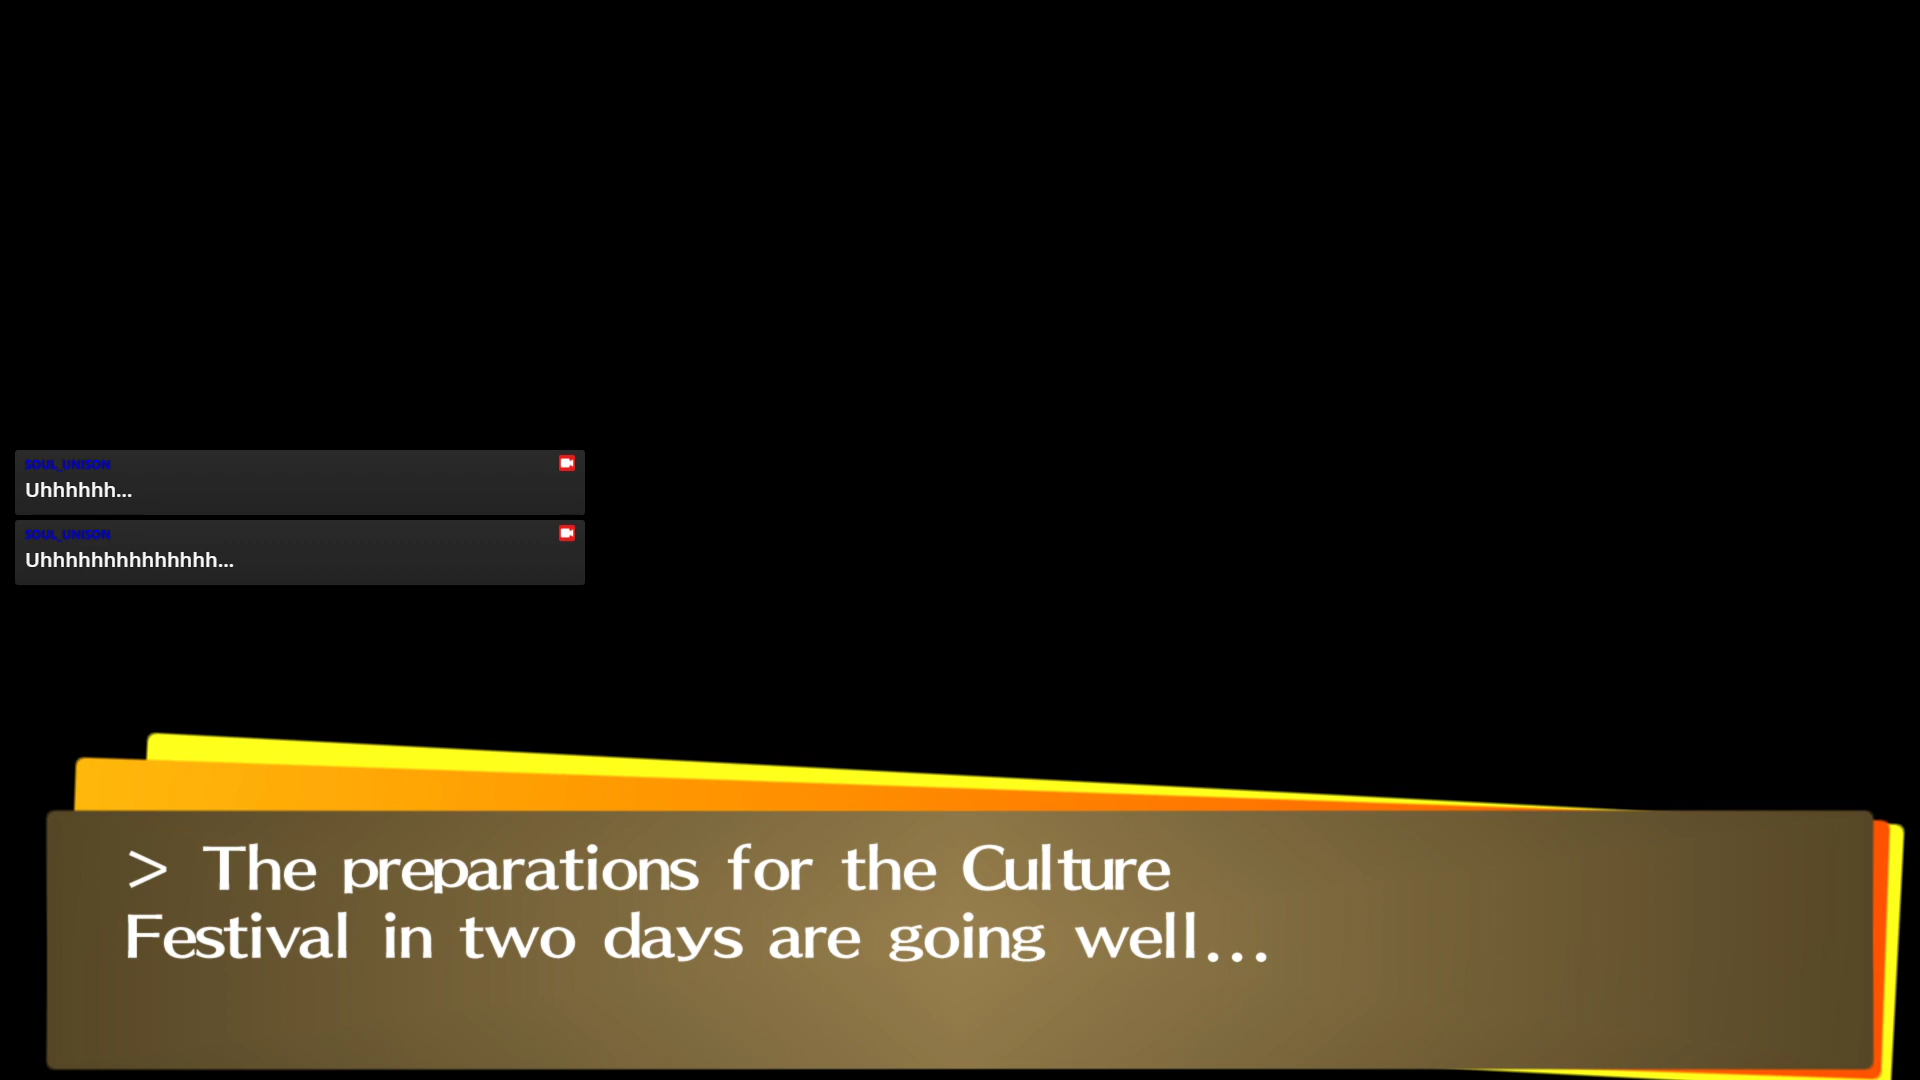 SOUL_UNISON
Uhhhhhh...
SOUL_UNISON
Uhhhhhhhhhhhhhh...
> The preparations for the Culture
Festival in two days are going well...